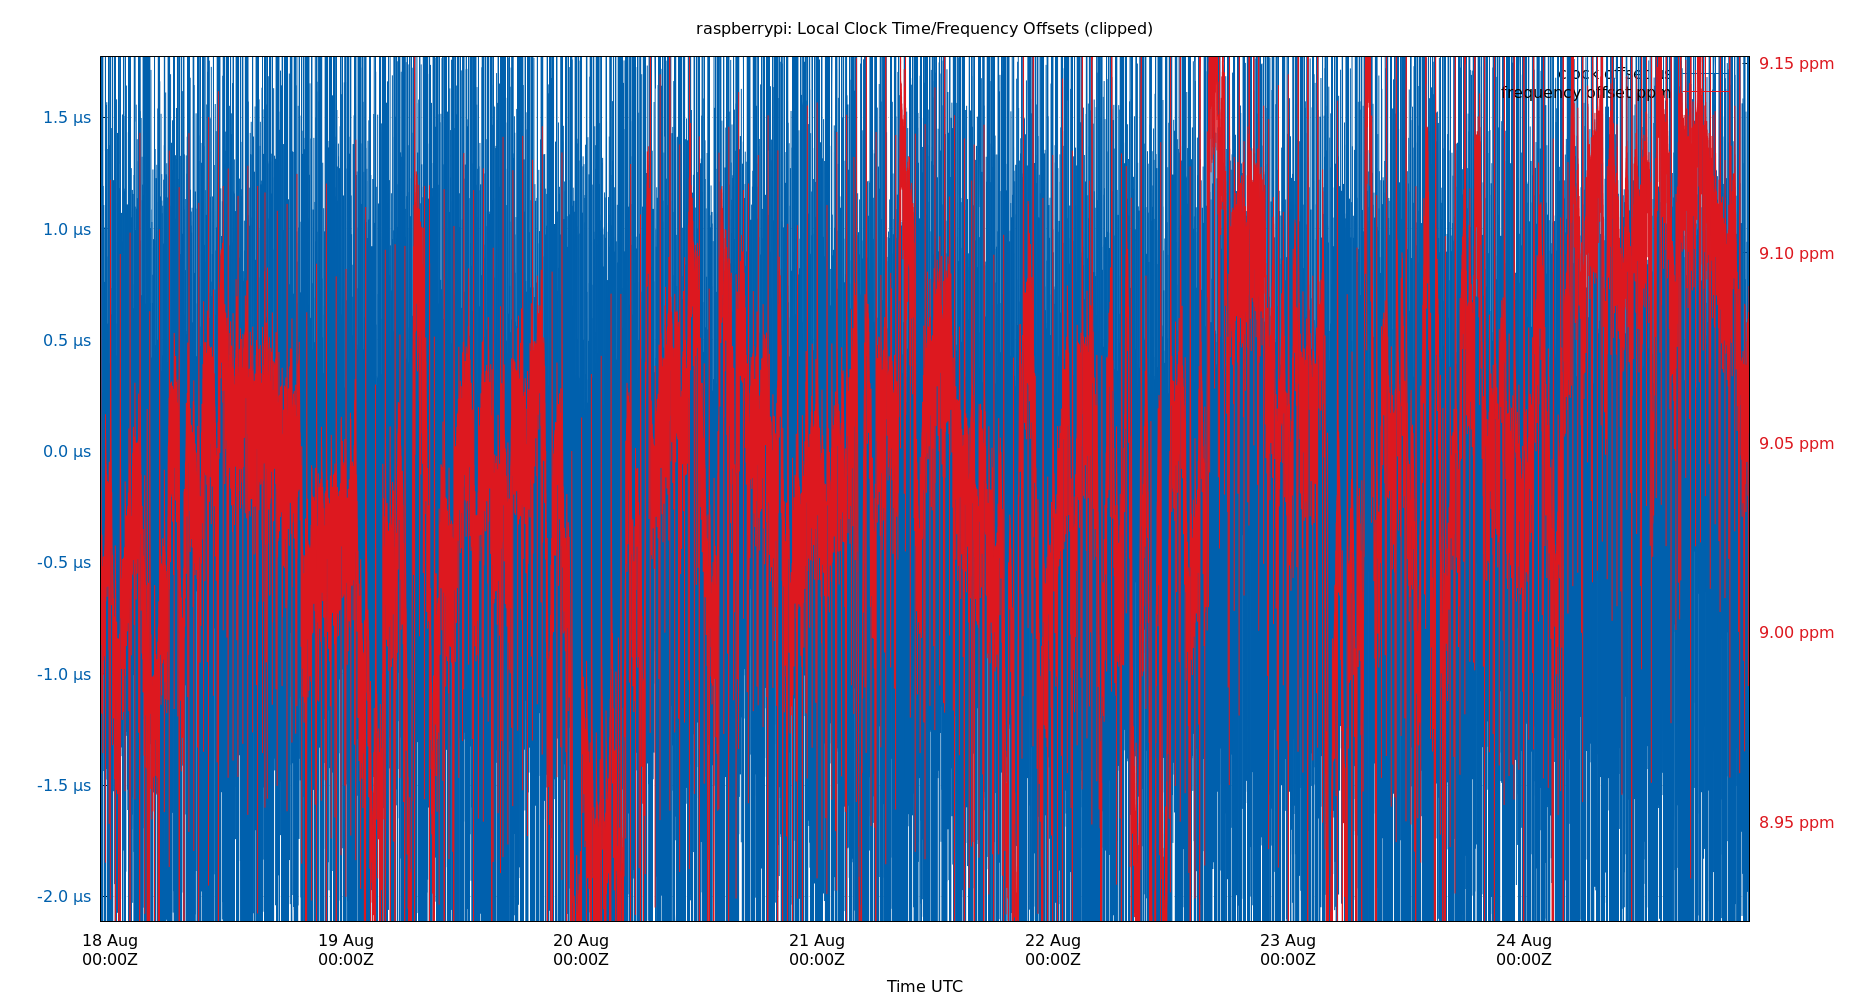 raspberrypi: Local Clock Time/Frequency Offsets (clipped)
clock offset µs
frequency offset ppm
1.5 µs
1.0 µs
0.5 µs
0.0 µs
-0.5 µs
-1.0 µs
-1.5 µs
-2.0 µs
9.15 ppm
9.10 ppm
9.05 ppm
9.00 ppm
8.95 ppm
18 Aug 19 Aug 20 Aug 21 Aug 22 Aug 23 Aug 24 Aug
00:00Z 00:00Z 00:00Z 00:00Z 00:00Z 00:00Z 00:00Z
Time UTC